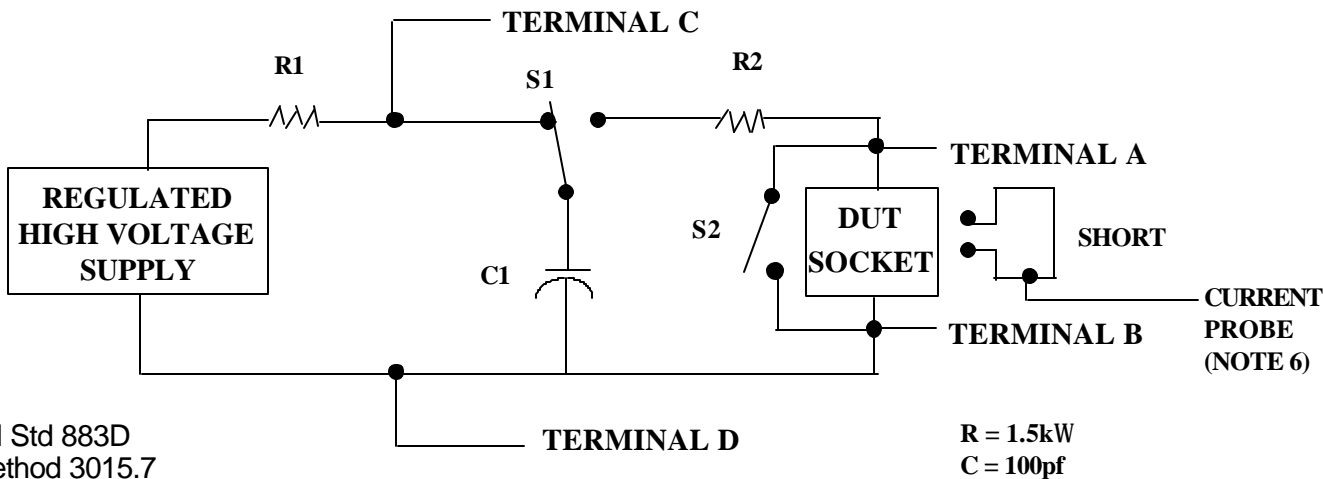 TERMINAL C
R1
S1
R2
TERMINAL A
REGULATED
HIGH VOLTAGE
SUPPLY
S2
DUT
SOCKET
SHORT
C1
CURRENT
PROBE
(NOTE 6)
TERMINAL B
TERMINAL D
l Std 883D
ethod 3015.7
R = 1.5kW
C = 100pf